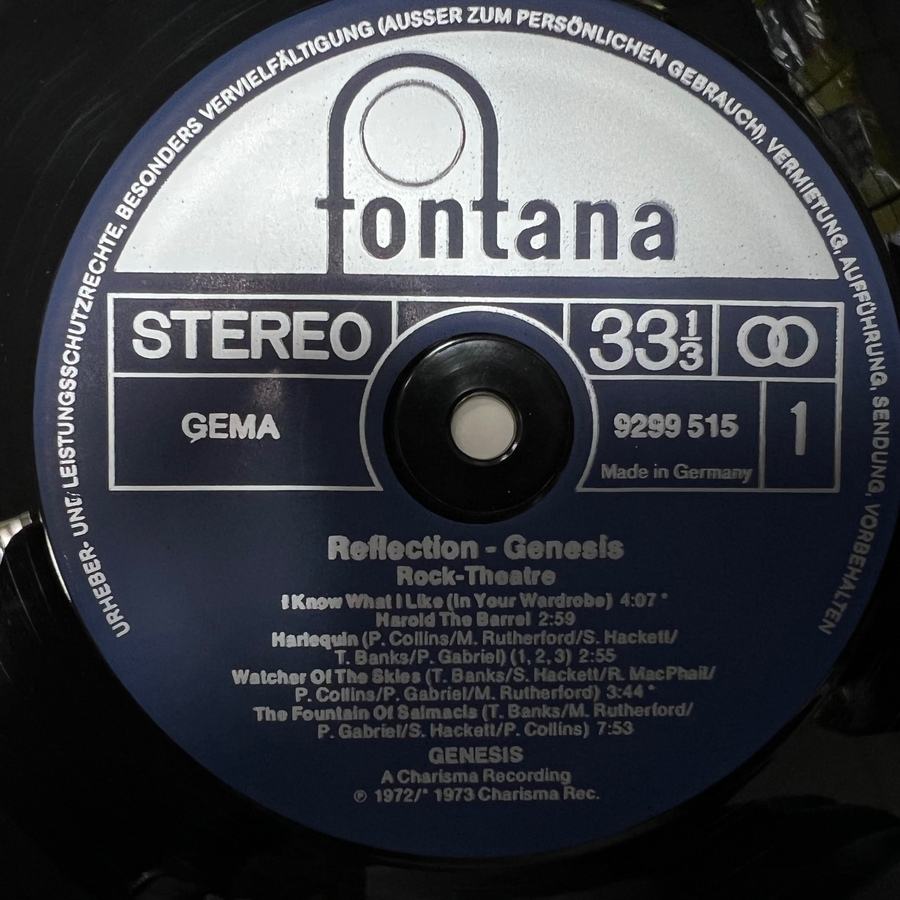 URHEBER- UND LEISTUNGSSCHUTZRECHTE, BESONDERS VERVIELFÄLTIGUNG (AUSSER ZUM PERSÖNLICHEN GEBRAUCH), VERMIETUNG, AUFFÜHRUNG, SENDUNG, VORBEHALTEN
fontana
STEREO
33 1/3
GEMA
9299 515
1
Made in Germany
Reflection - Genesis
Rock-Theatre
I Know What I Like (In Your Wardrobe) 4:07 *
Harold The Barrel 2:59
Harlequin (P. Collins/M. Rutherford/S. Hackett/
T. Banks/P. Gabriel) (1, 2, 3) 2:55
Watcher Of The Skies (T. Banks/S. Hackett/R. MacPhail/
P. Collins/P. Gabriel/M. Rutherford) 3:44 *
The Fountain Of Salmacis (T. Banks/M. Rutherford/
P. Gabriel/S. Hackett/P. Collins) 7:53
GENESIS
A Charisma Recording
℗ 1972/* 1973 Charisma Rec.